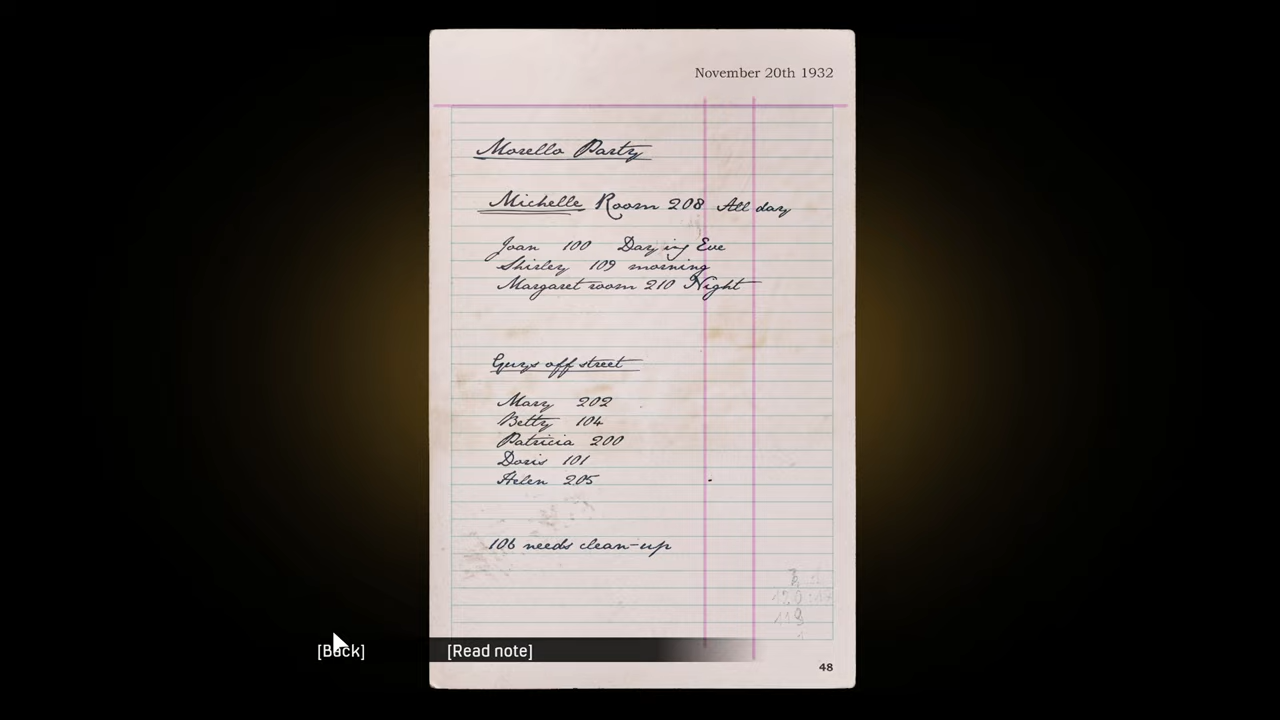 November 20th 1932
Morello Party
Michelle Room 208 All day
Joan 100 Daying Eve
Shirley 109 morning
Margaret room 210 Night
Guys off street
Mary 202
Betty 104
Patricia 200
Doris 101
Helen 205
106 needs clean-up
[Back]
[Read note]
48